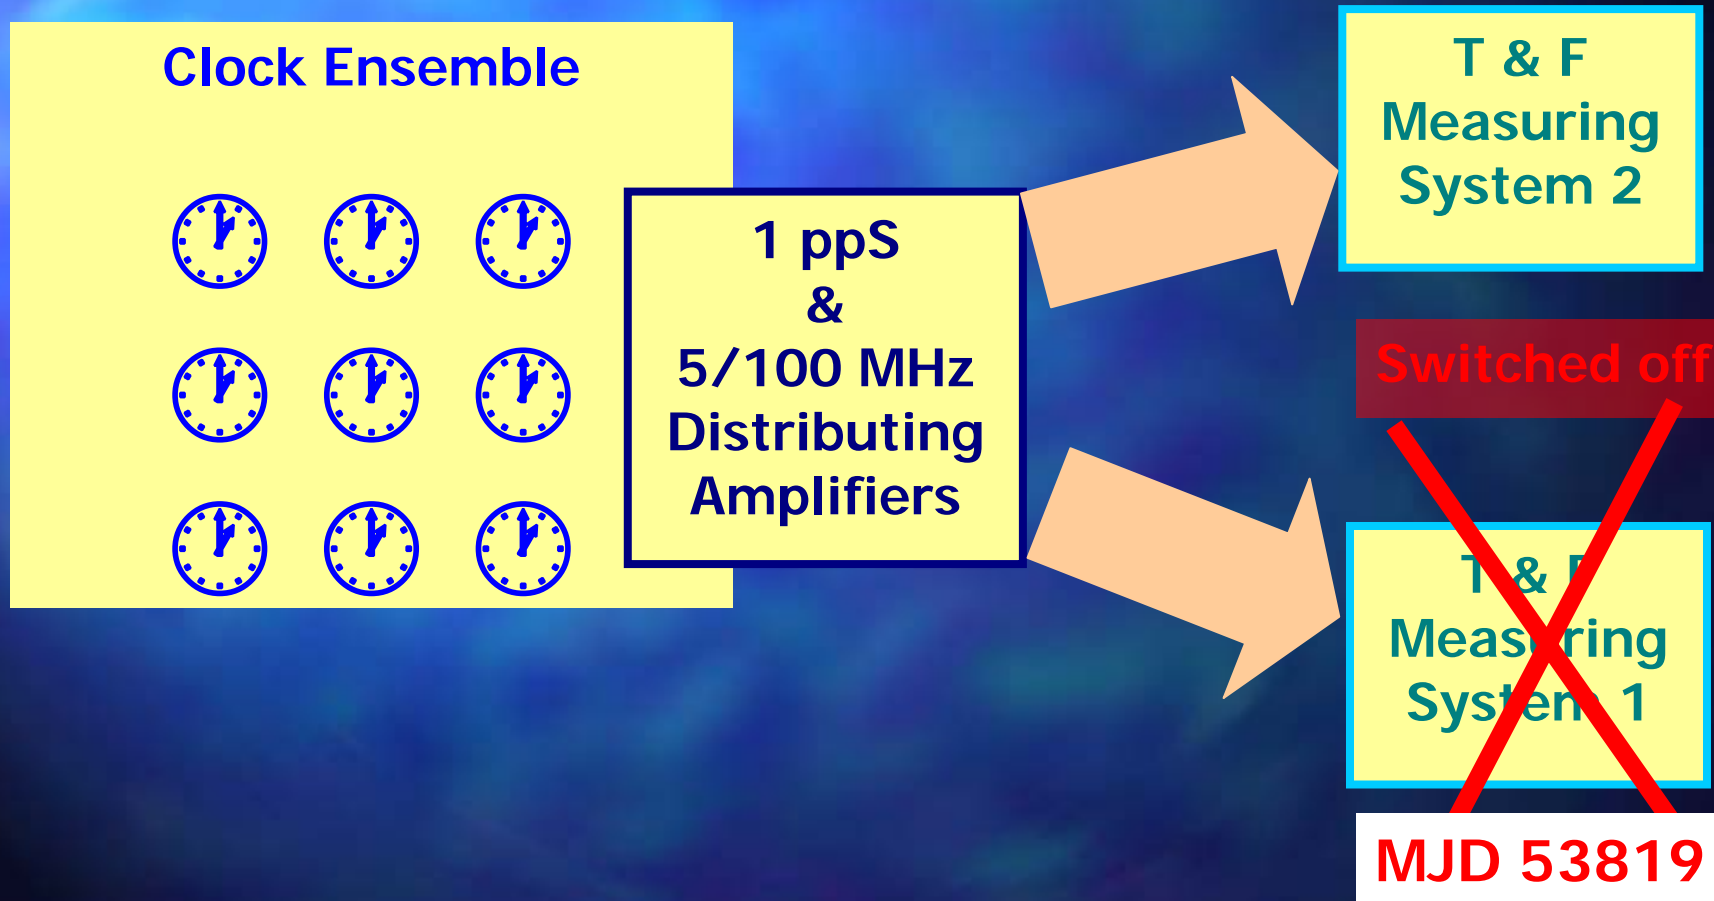 Clock Ensemble
1 ppS
&
5/100 MHz
Distributing
Amplifiers
T & F
Measuring
System 2
Switched off
T & F
Measuring
System 1
MJD 53819